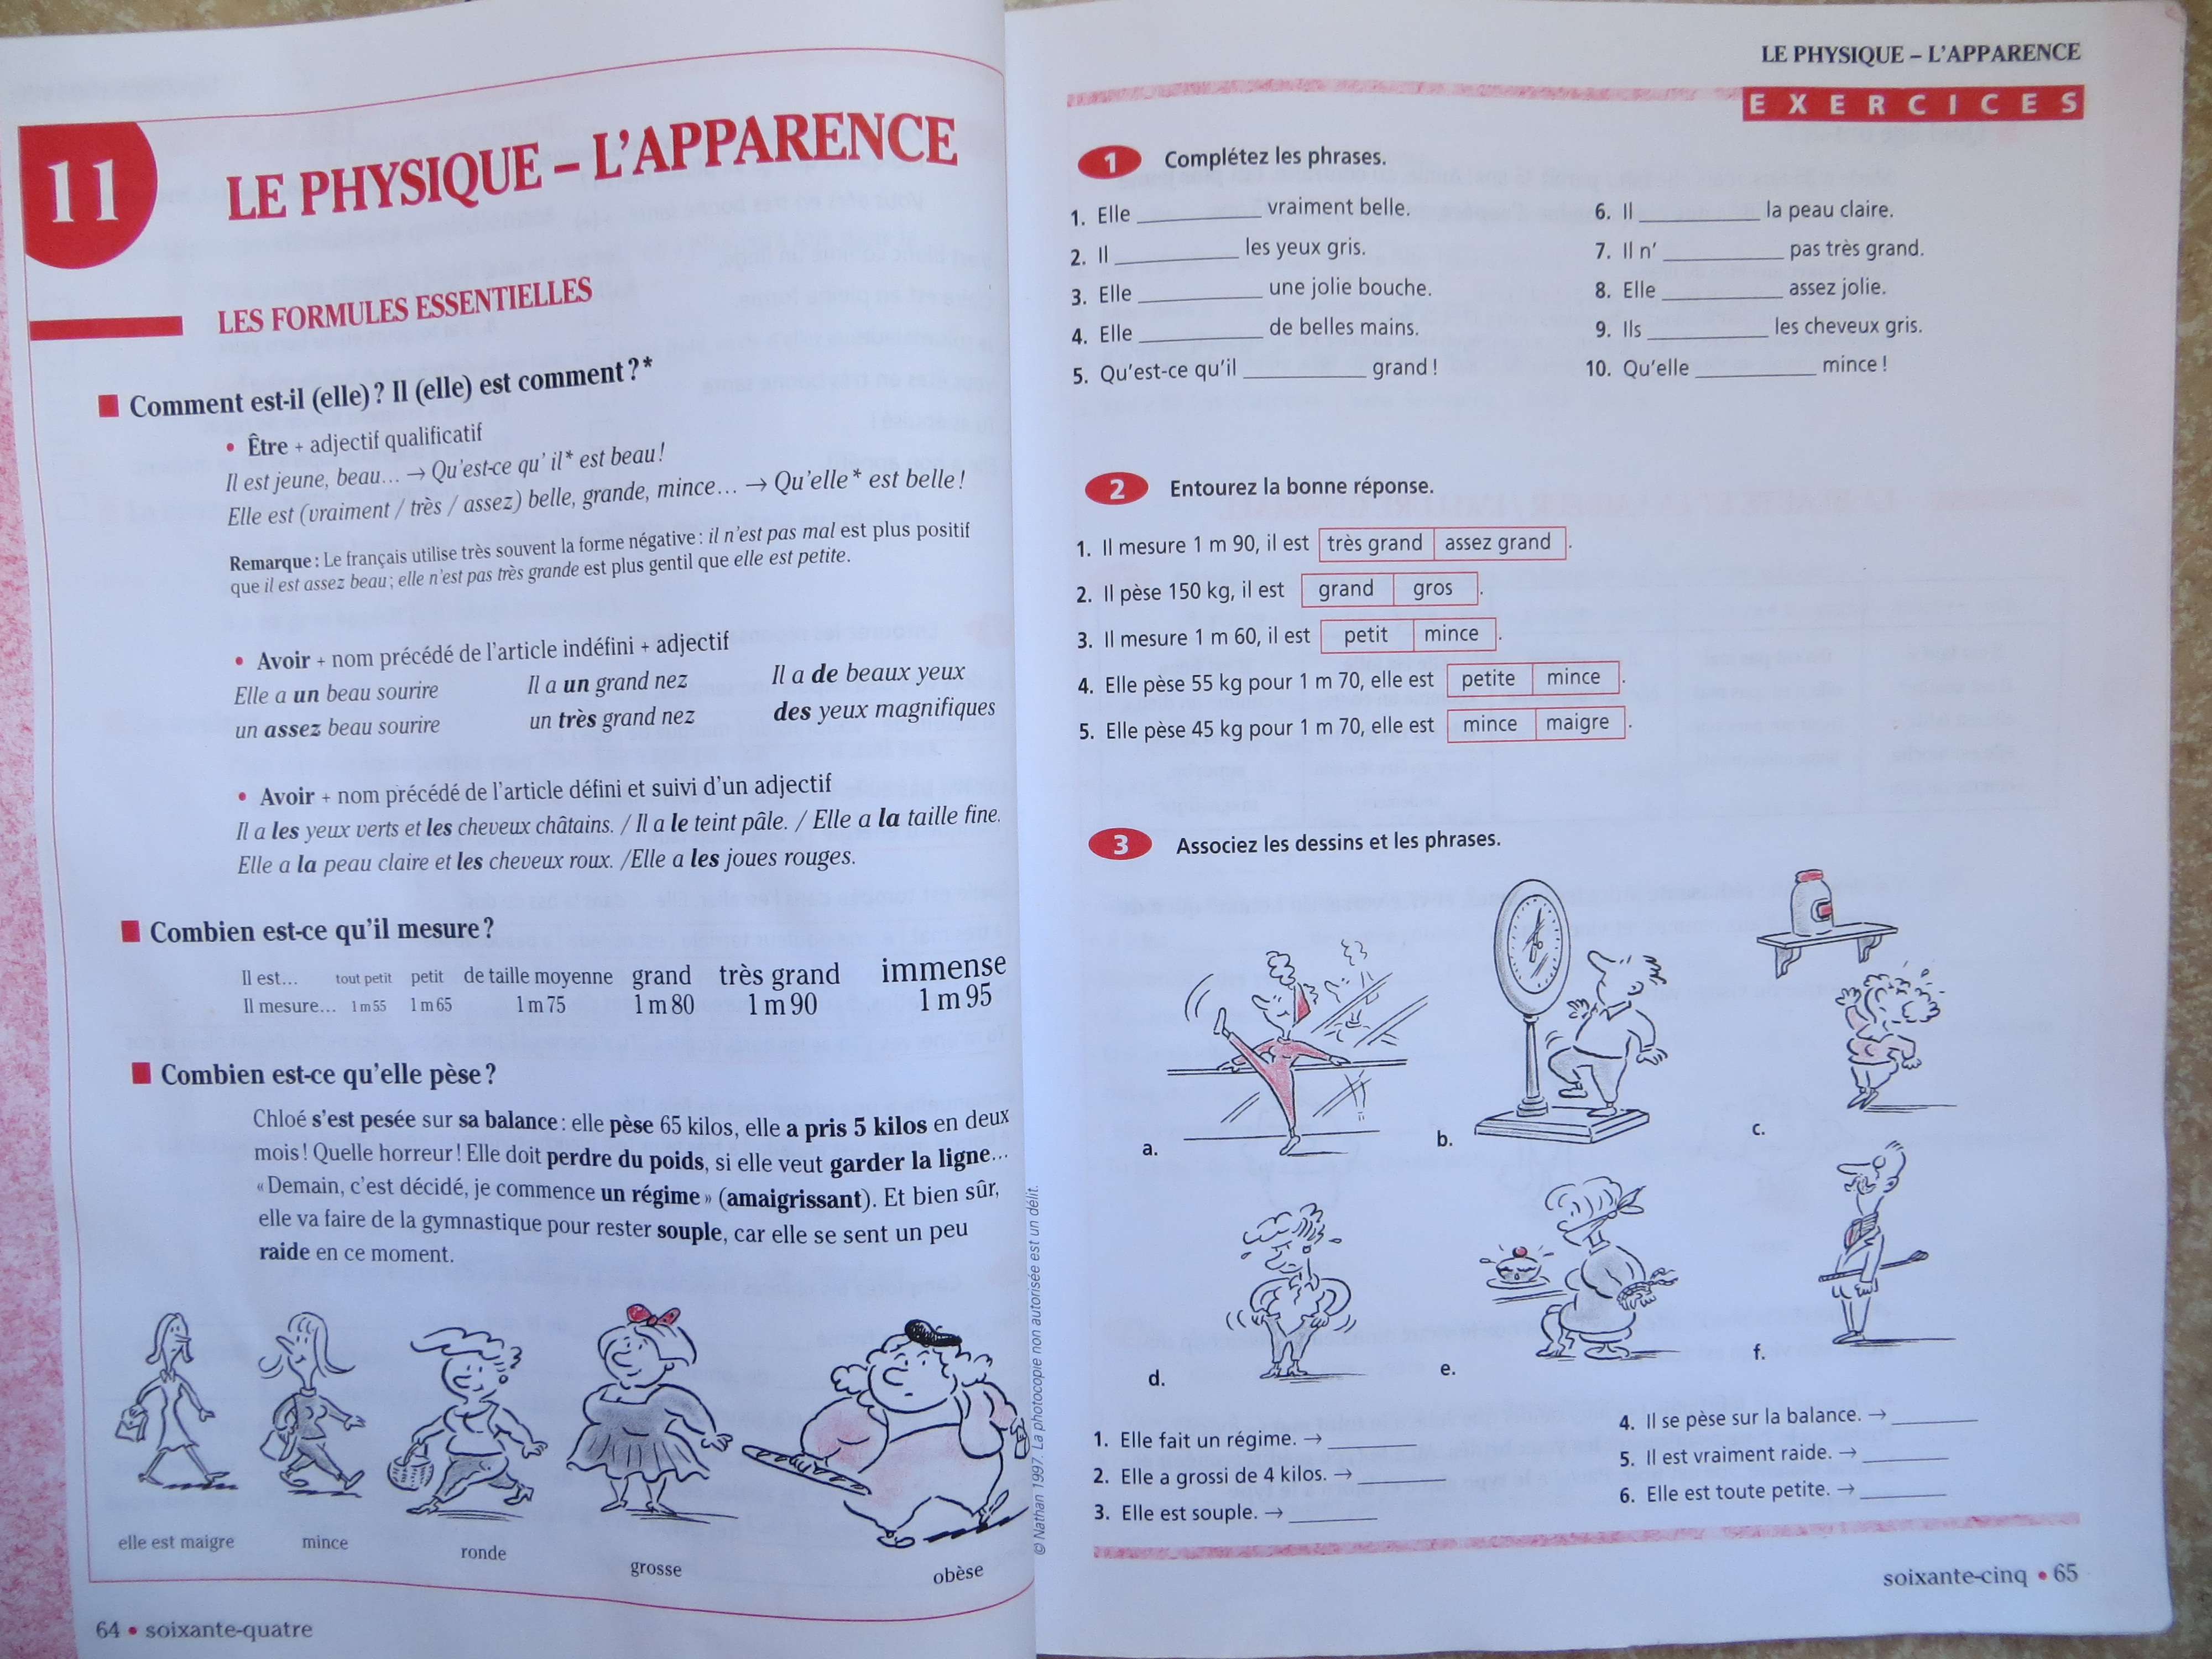 11
LE PHYSIQUE – L'APPARENCE
LES FORMULES ESSENTIELLES
Comment est-il (elle) ? Il (elle) est comment ?*
• Être + adjectif qualificatif
Il est jeune, beau... → Qu'est-ce qu' il* est beau !
Elle est (vraiment / très / assez) belle, grande, mince... → Qu'elle* est belle !
Remarque : Le français utilise très souvent la forme négative : il n'est pas mal est plus positif
que il est assez beau ; elle n'est pas très grande est plus gentil que elle est petite.
• Avoir + nom précédé de l'article indéfini + adjectif
Elle a un beau sourire Il a un grand nez Il a de beaux yeux
un assez beau sourire un très grand nez des yeux magnifiques
• Avoir + nom précédé de l'article défini et suivi d'un adjectif
Il a les yeux verts et les cheveux châtains. / Il a le teint pâle. / Elle a la taille fine.
Elle a la peau claire et les cheveux roux. /Elle a les joues rouges.
Combien est-ce qu'il mesure ?
Il est... tout petit petit de taille moyenne grand très grand immense
Il mesure... 1 m 55 1 m 65 1 m 75 1 m 80 1 m 90 1 m 95
Combien est-ce qu'elle pèse ?
Chloé s'est pesée sur sa balance : elle pèse 65 kilos, elle a pris 5 kilos en deux
mois ! Quelle horreur ! Elle doit perdre du poids, si elle veut garder la ligne...
« Demain, c'est décidé, je commence un régime » (amaigrissant). Et bien sûr,
elle va faire de la gymnastique pour rester souple, car elle se sent un peu
raide en ce moment.
elle est maigre mince ronde grosse obèse
64 • soixante-quatre
© Nathan 1997. La photocopie non autorisée est un délit.
LE PHYSIQUE – L'APPARENCE
EXERCICES
1 Complétez les phrases.
1. Elle ____ vraiment belle.
2. Il ____ les yeux gris.
3. Elle ____ une jolie bouche.
4. Elle ____ de belles mains.
5. Qu'est-ce qu'il ____ grand !
6. Il ____ la peau claire.
7. Il n' ____ pas très grand.
8. Elle ____ assez jolie.
9. Ils ____ les cheveux gris.
10. Qu'elle ____ mince !
2 Entourez la bonne réponse.
1. Il mesure 1 m 90, il est très grand assez grand .
2. Il pèse 150 kg, il est grand gros .
3. Il mesure 1 m 60, il est petit mince .
4. Elle pèse 55 kg pour 1 m 70, elle est petite mince .
5. Elle pèse 45 kg pour 1 m 70, elle est mince maigre .
3 Associez les dessins et les phrases.
a. b. c.
d. e. f.
1. Elle fait un régime. → ____
2. Elle a grossi de 4 kilos. → ____
3. Elle est souple. → ____
4. Il se pèse sur la balance. → ____
5. Il est vraiment raide. → ____
6. Elle est toute petite. → ____
soixante-cinq • 65